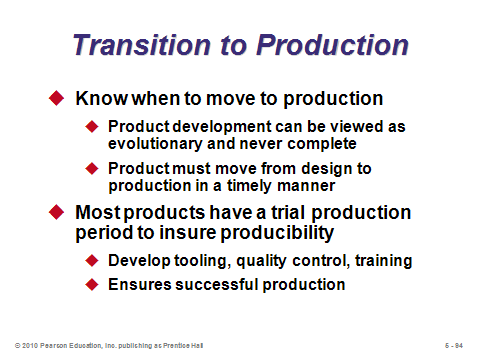 Transition to Production
Know when to move to production
Product development can be viewed as
evolutionary and never complete
Product must move from design to
production in a timely manner
Most products have a trial production
period to insure producibility
Develop tooling, quality control, training
Ensures successful production
© 2010 Pearson Education, Inc. publishing as Prentice Hall
5 - 94